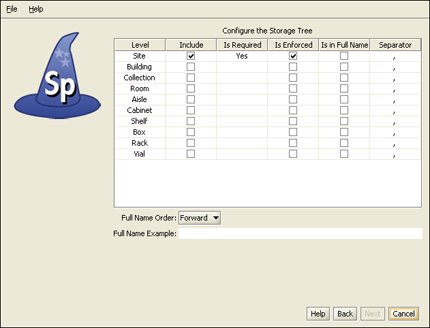 File Help
Configure the Storage Tree
Level Include Is Required Is Enforced Is in Full Name Separator
Site Yes ,
Building ,
Collection ,
Room ,
Aisle ,
Cabinet ,
Shelf ,
Box ,
Rack ,
Vial ,
Sp
Full Name Order: Forward
Full Name Example:
Help Back Next Cancel